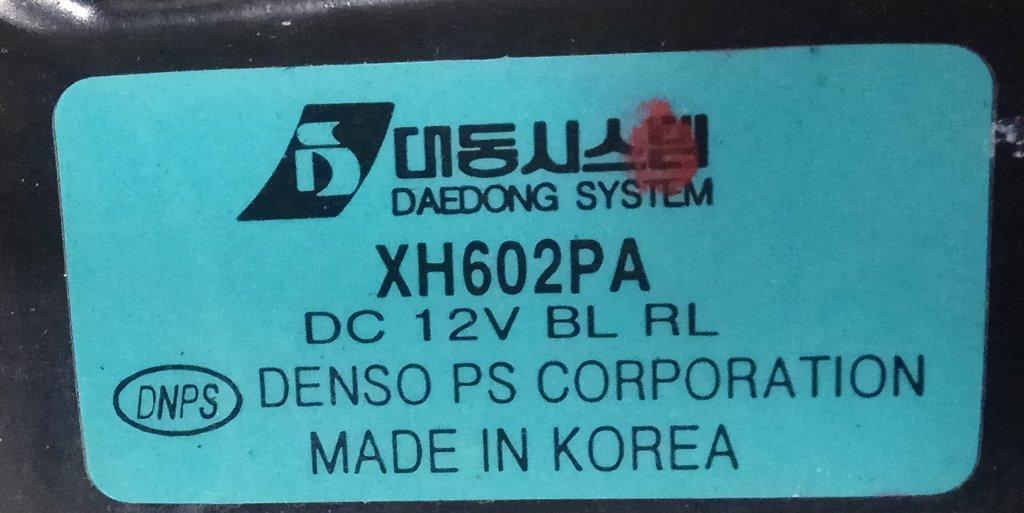 대동시스템
DAEDONG SYSTEM
XH602PA
DC 12V BL RL
DNPS DENSO PS CORPORATION
MADE IN KOREA